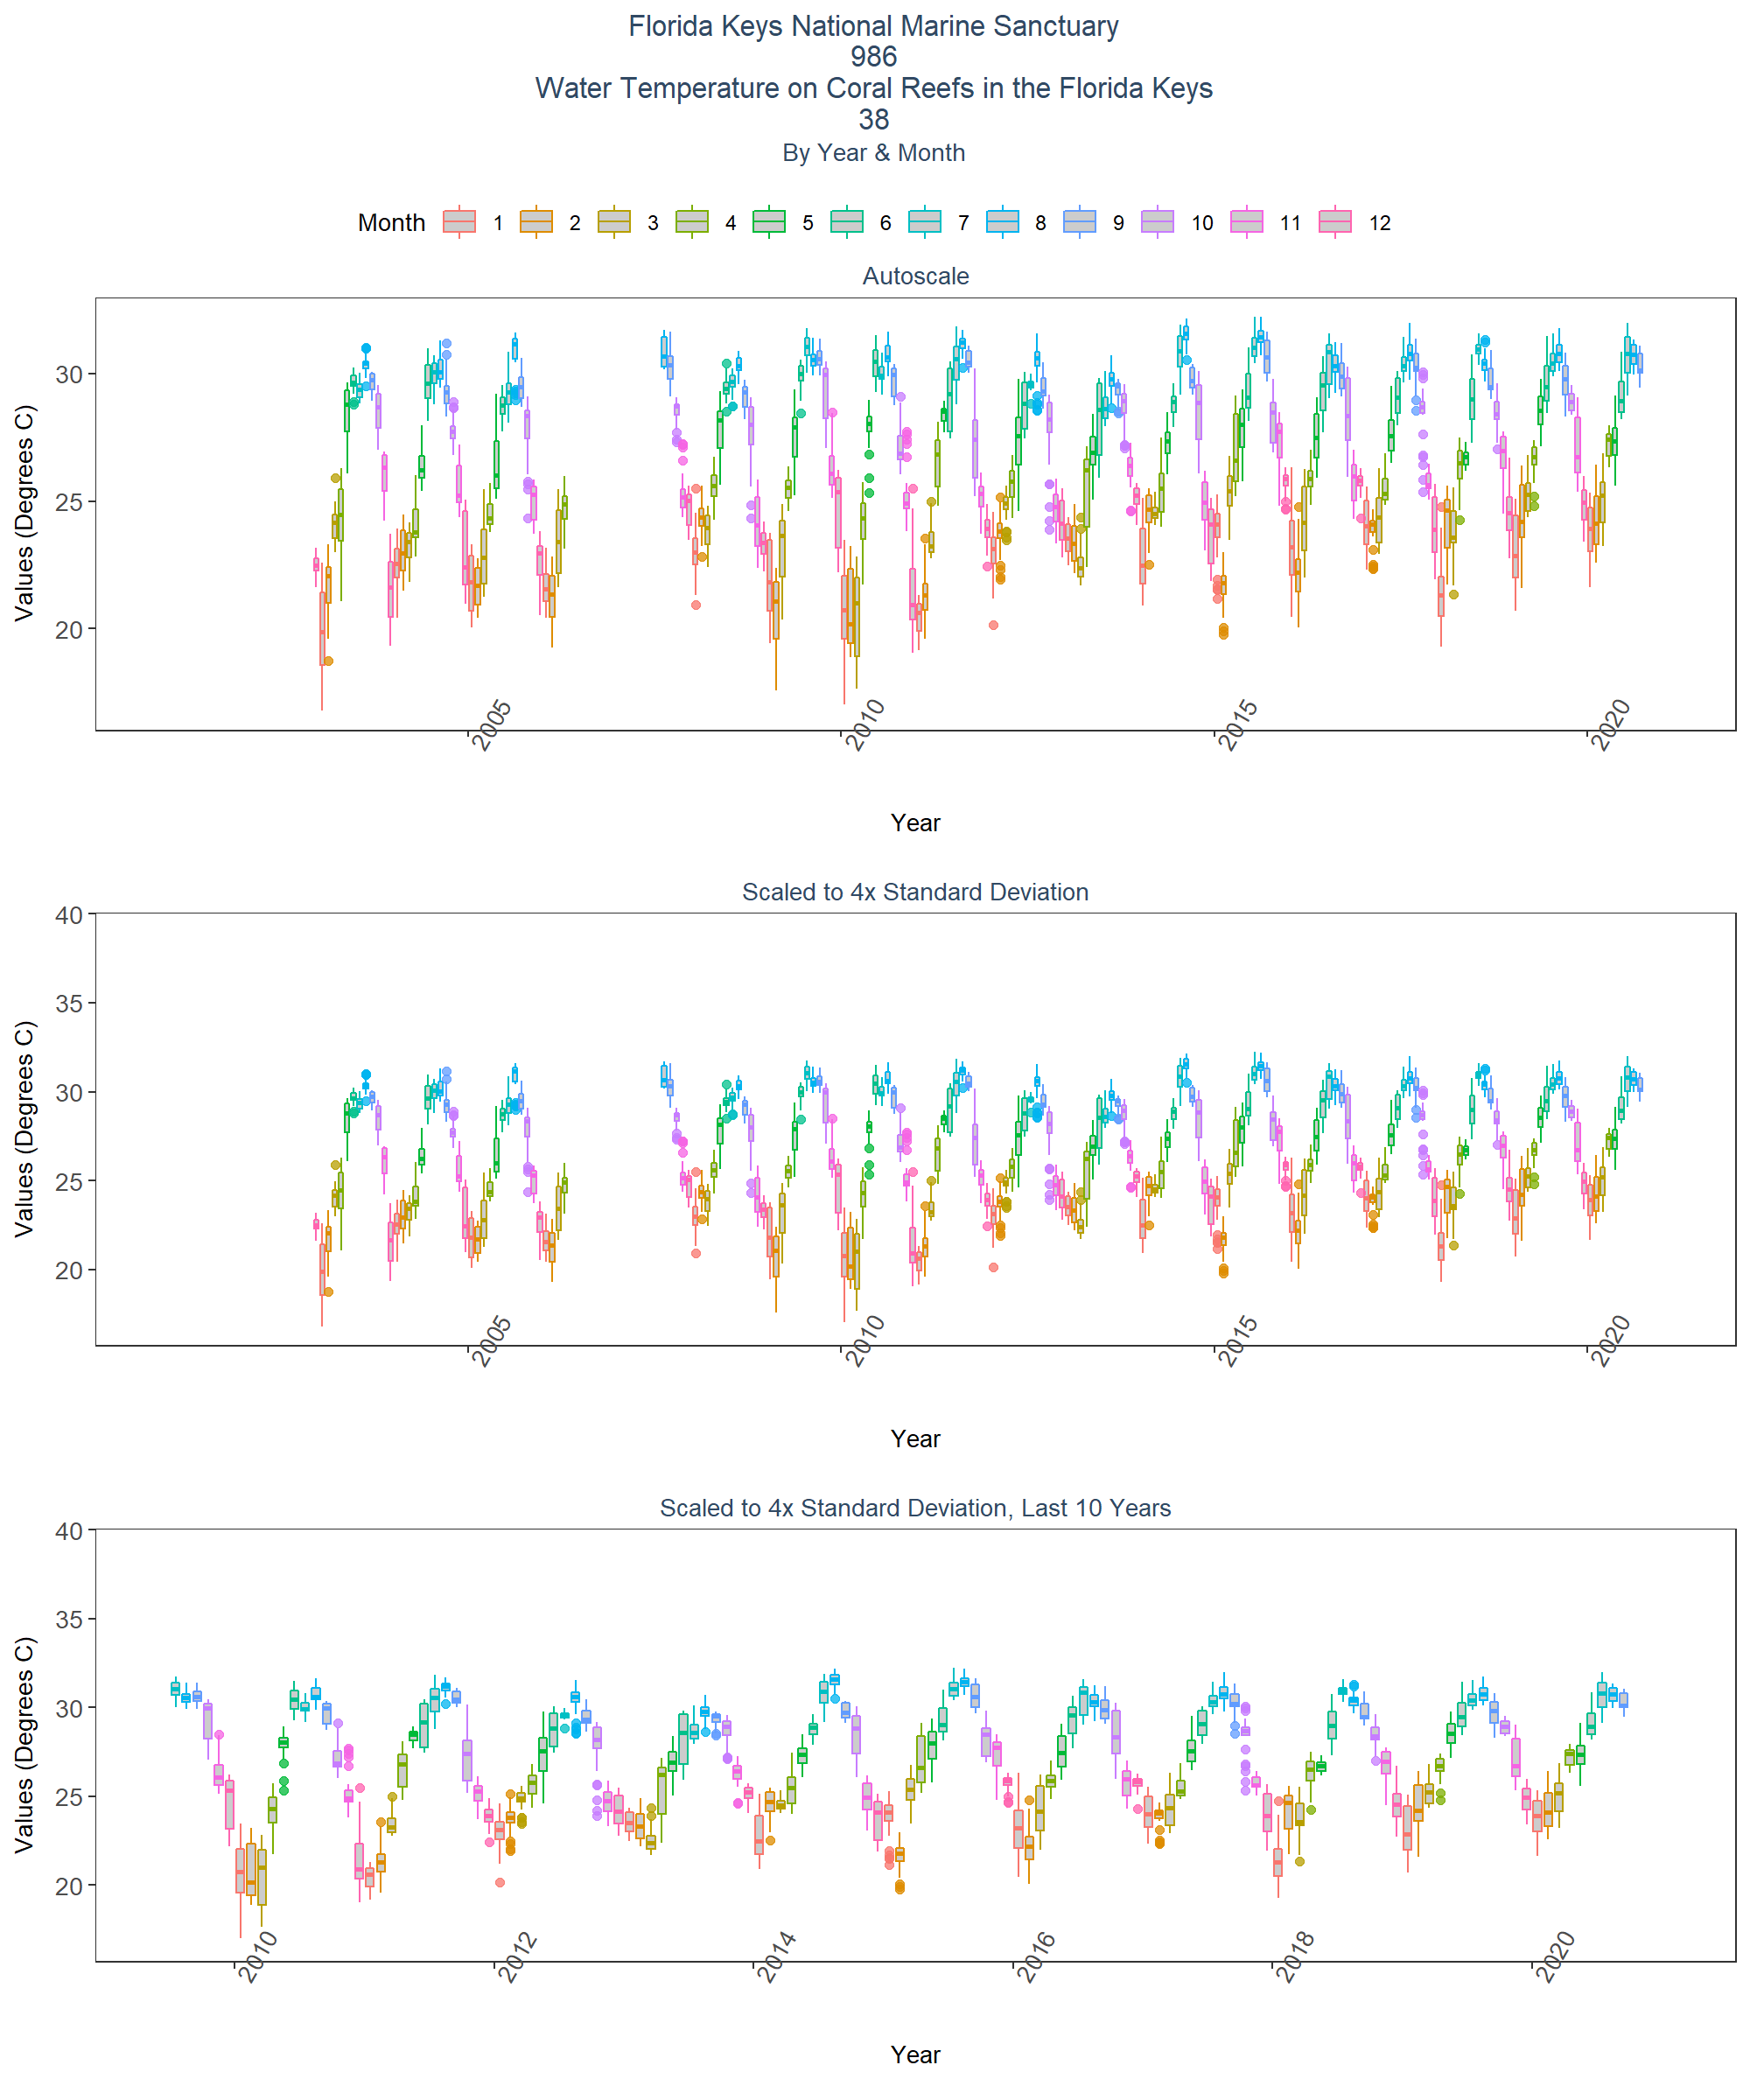 Florida Keys National Marine Sanctuary
986
Water Temperature on Coral Reefs in the Florida Keys
38
By Year & Month
Month 1 2 3 4 5 6 7 8 9 10 11 12
Autoscale
Values (Degrees C)
30
25
20
2005 2010 2015 2020
Year
Scaled to 4x Standard Deviation
Values (Degrees C)
40
35
30
25
20
2005 2010 2015 2020
Year
Scaled to 4x Standard Deviation, Last 10 Years
Values (Degrees C)
40
35
30
25
20
2010 2012 2014 2016 2018 2020
Year